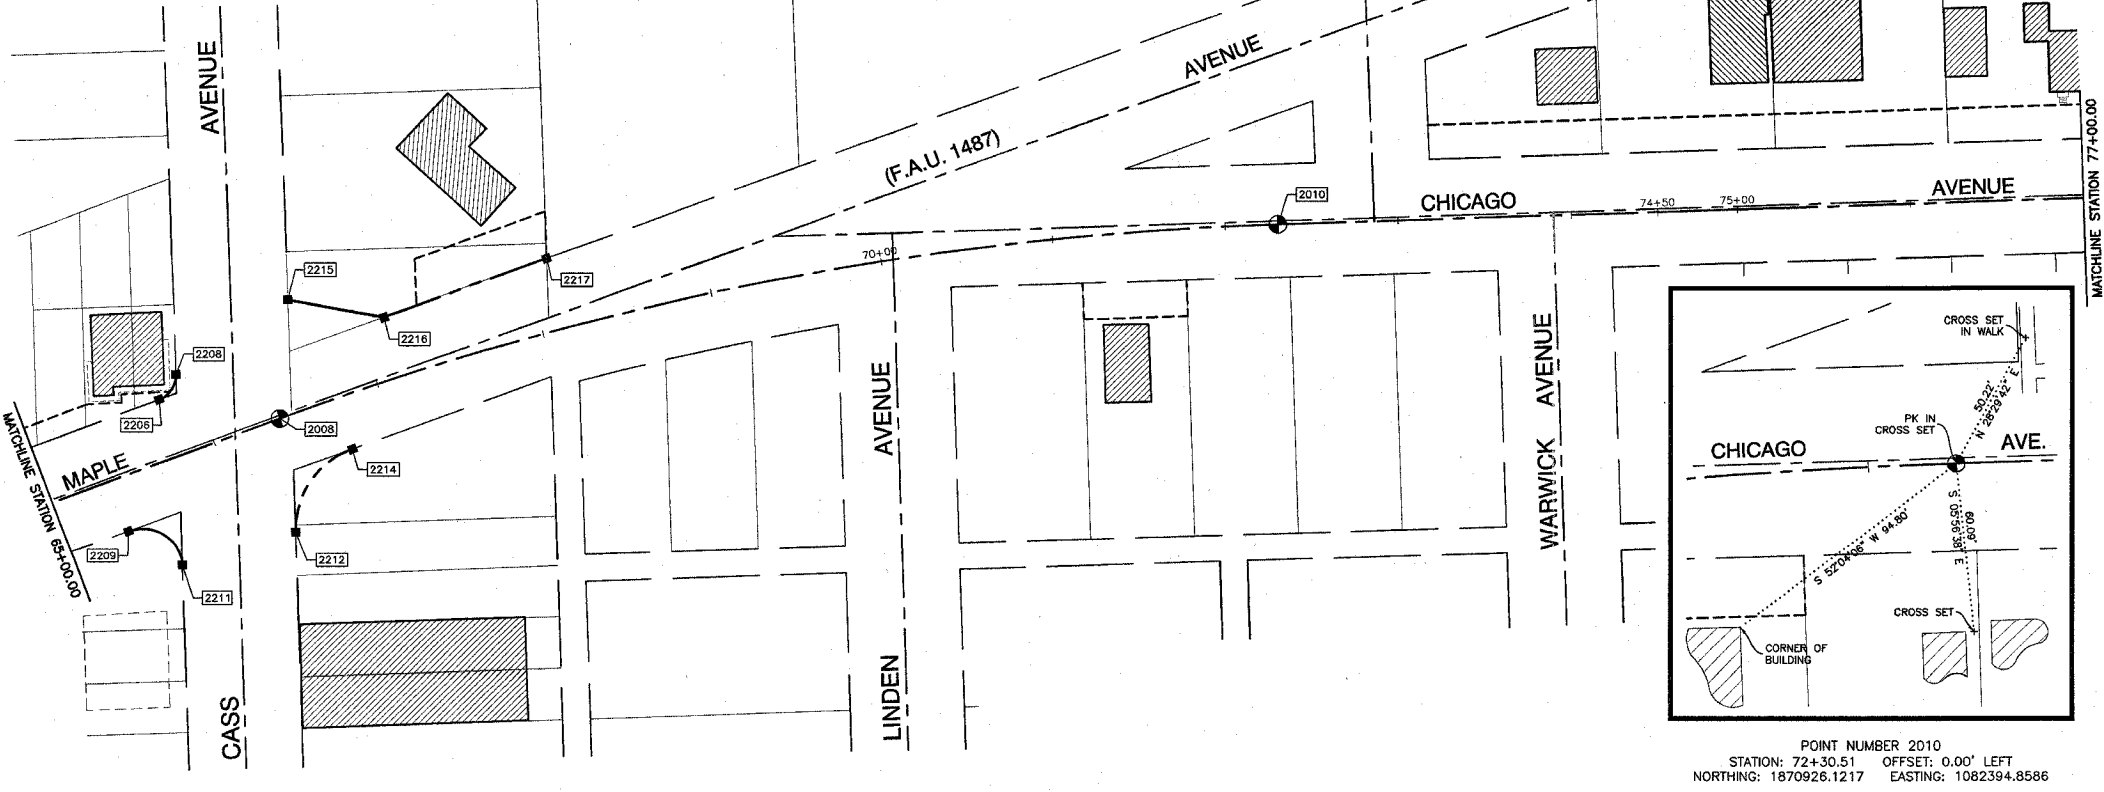 AVENUE
AVENUE
(F.A.U. 1487)
2010
CHICAGO
74+50
75+00
AVENUE
MATCHLINE STATION 77+00.00
70+00
2215
2217
2216
2208
2206
2008
MAPLE
MATCHLINE STATION 65+00.00
2214
2209
2212
2211
CASS
AVENUE
LINDEN
WARWICK AVENUE
CROSS SET
IN WALK
50.22'
N 28°29'42" E
PK IN
CROSS SET
CHICAGO
AVE.
S 52°04'06" W 94.80'
60.09'
S 05°56'38" E
CROSS SET
CORNER OF
BUILDING
POINT NUMBER 2010
STATION: 72+30.51 OFFSET: 0.00' LEFT
NORTHING: 1870926.1217 EASTING: 1082394.8586